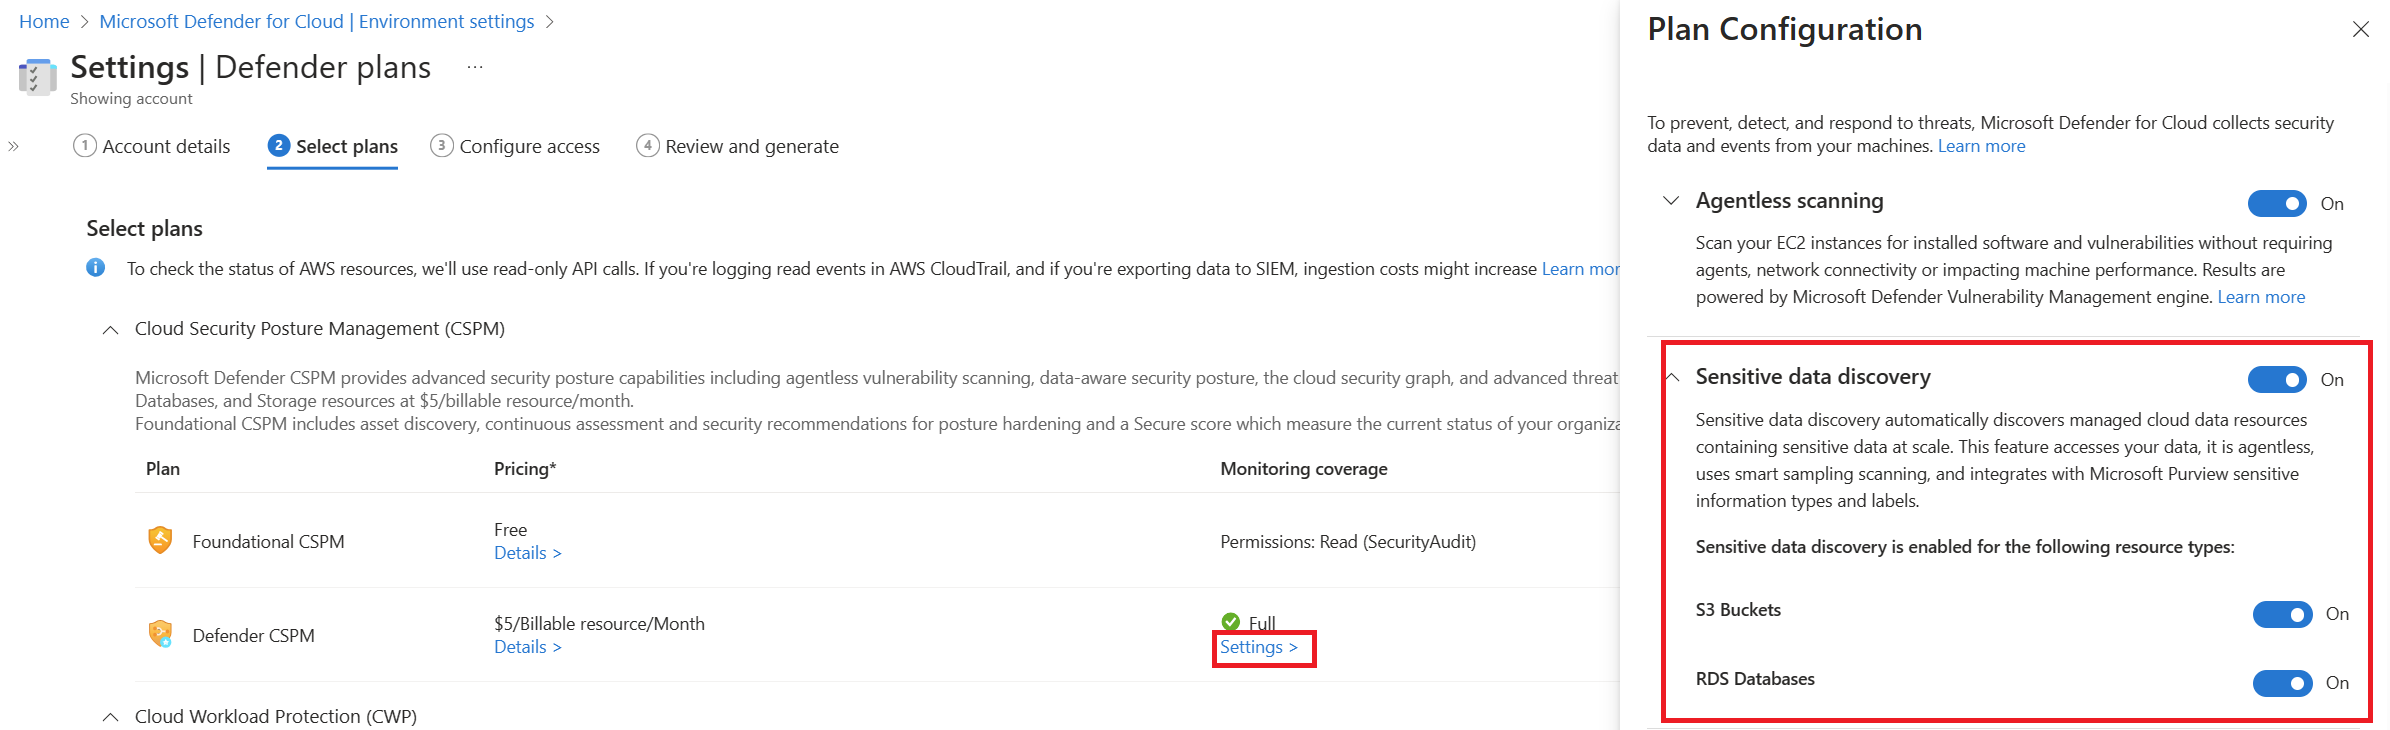 Home > Microsoft Defender for Cloud | Environment settings >
Settings | Defender plans ...
Showing account
1 Account details 2 Select plans 3 Configure access 4 Review and generate
Select plans
To check the status of AWS resources, we'll use read-only API calls. If you're logging read events in AWS CloudTrail, and if you're exporting data to SIEM, ingestion costs might increase Learn mor
Cloud Security Posture Management (CSPM)
Microsoft Defender CSPM provides advanced security posture capabilities including agentless vulnerability scanning, data-aware security posture, the cloud security graph, and advanced threat
Databases, and Storage resources at $5/billable resource/month.
Foundational CSPM includes asset discovery, continuous assessment and security recommendations for posture hardening and a Secure score which measure the current status of your organiza
Plan Pricing* Monitoring coverage
Free
Foundational CSPM Permissions: Read (SecurityAudit)
Details >
$5/Billable resource/Month Full
Defender CSPM
Details > Settings >
Cloud Workload Protection (CWP)
Plan Configuration
To prevent, detect, and respond to threats, Microsoft Defender for Cloud collects security
data and events from your machines. Learn more
Agentless scanning On
Scan your EC2 instances for installed software and vulnerabilities without requiring
agents, network connectivity or impacting machine performance. Results are
powered by Microsoft Defender Vulnerability Management engine. Learn more
Sensitive data discovery On
Sensitive data discovery automatically discovers managed cloud data resources
containing sensitive data at scale. This feature accesses your data, it is agentless,
uses smart sampling scanning, and integrates with Microsoft Purview sensitive
information types and labels.
Sensitive data discovery is enabled for the following resource types:
S3 Buckets On
RDS Databases On